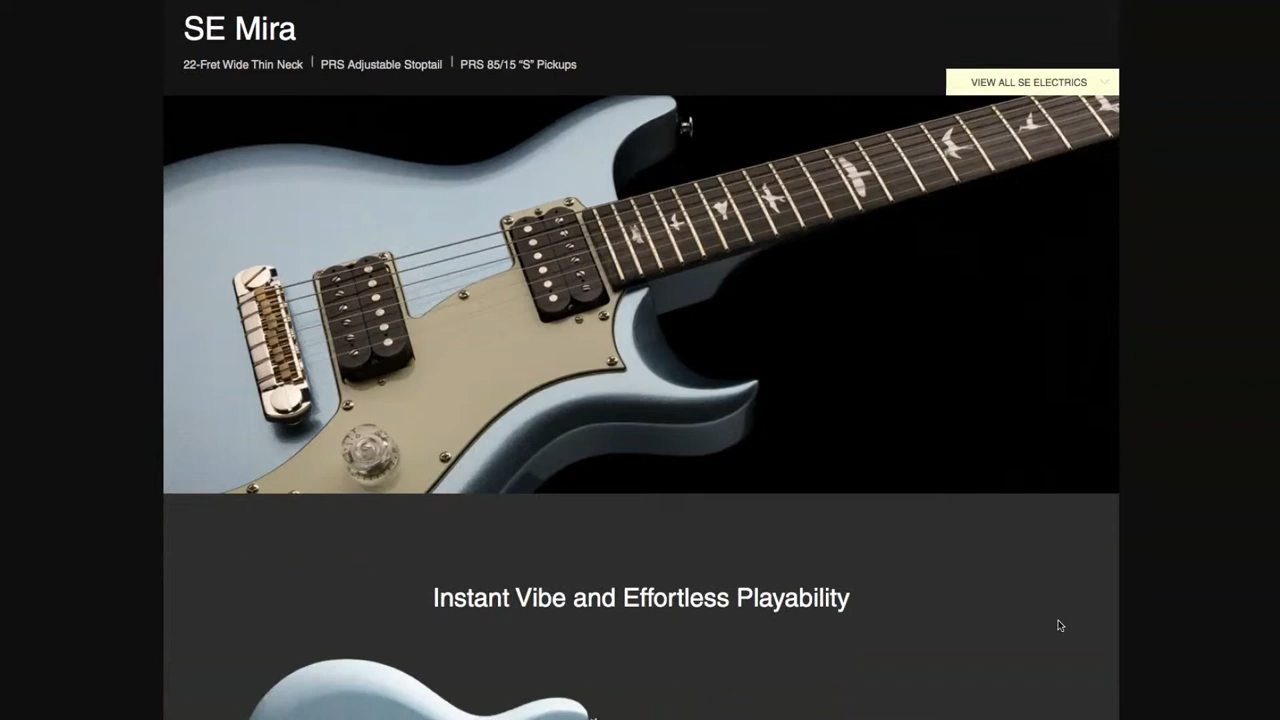 SE Mira
22-Fret Wide Thin Neck | PRS Adjustable Stoptail | PRS 85/15 “S” Pickups
VIEW ALL SE ELECTRICS
Instant Vibe and Effortless Playability